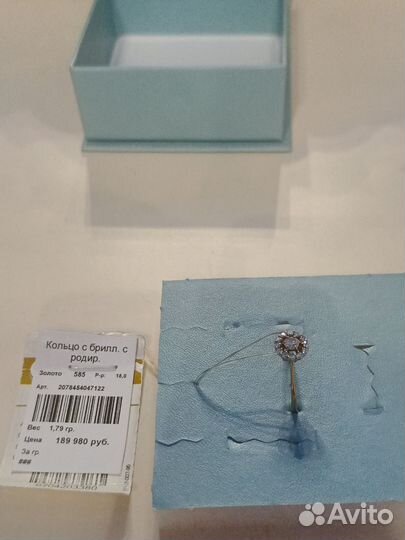 Кольцо с брилл. с
родир.
Золото 585 Р-р: 16,0
Арт. 2078454047122
Вес 1,79 гр.
Цена 189 980 руб.
За гр
###
Avito